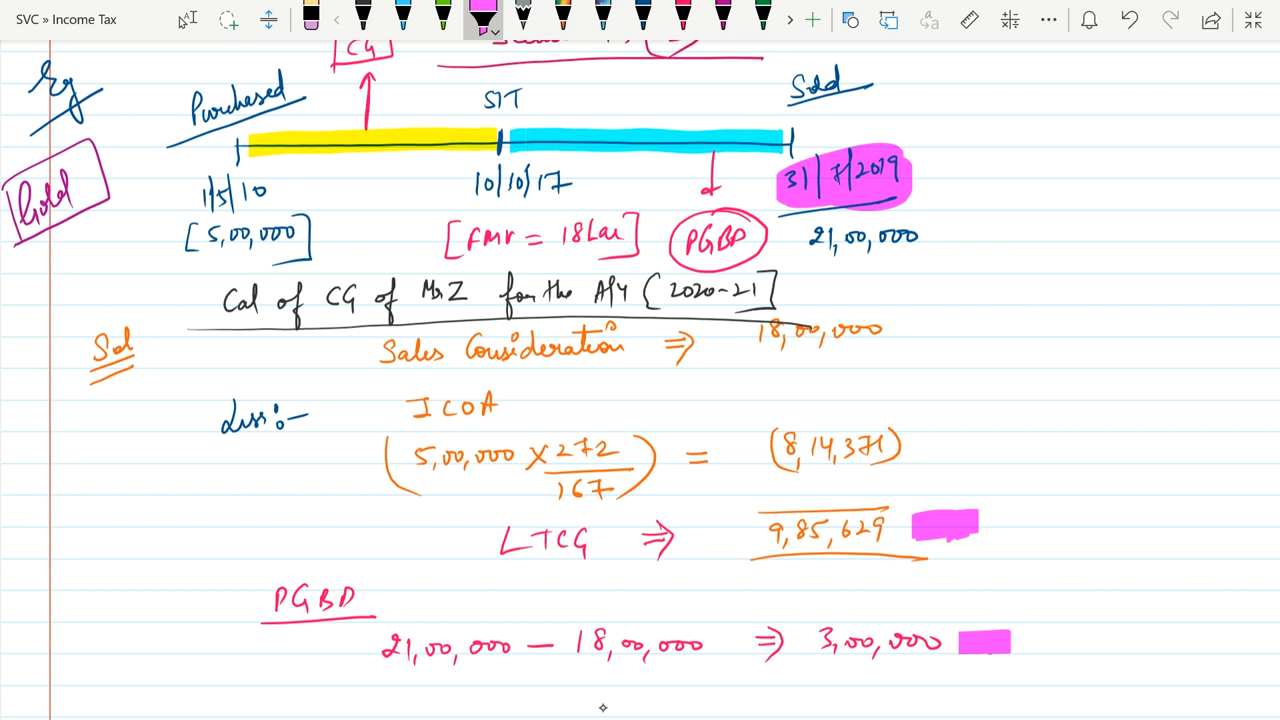 SVC » Income Tax
CG
Eg
Purchased
SIT
Sold
Gold
1/5/10
10/10/17
31/7/2019
[5,00,000]
[FMV = 18Lac]
PGBP
21,00,000
Cal of CG of Mr Z for the A/Y [2020-21]
Sol
Sales Consideration ⇒ 18,00,000
Less:-
ICOA
(5,00,000 × 272/167) = (8,14,371)
LTCG ⇒ 9,85,629
PGBP
21,00,000 — 18,00,000 ⇒ 3,00,000